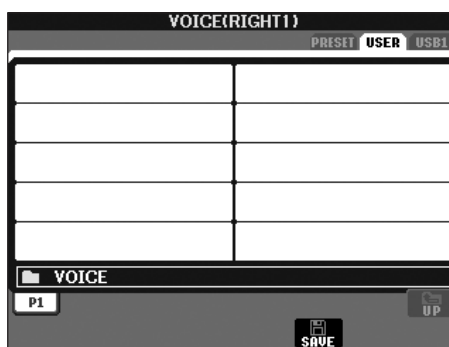 VOICE(RIGHT1)
PRESET USER USB1
VOICE
P1
UP
SAVE